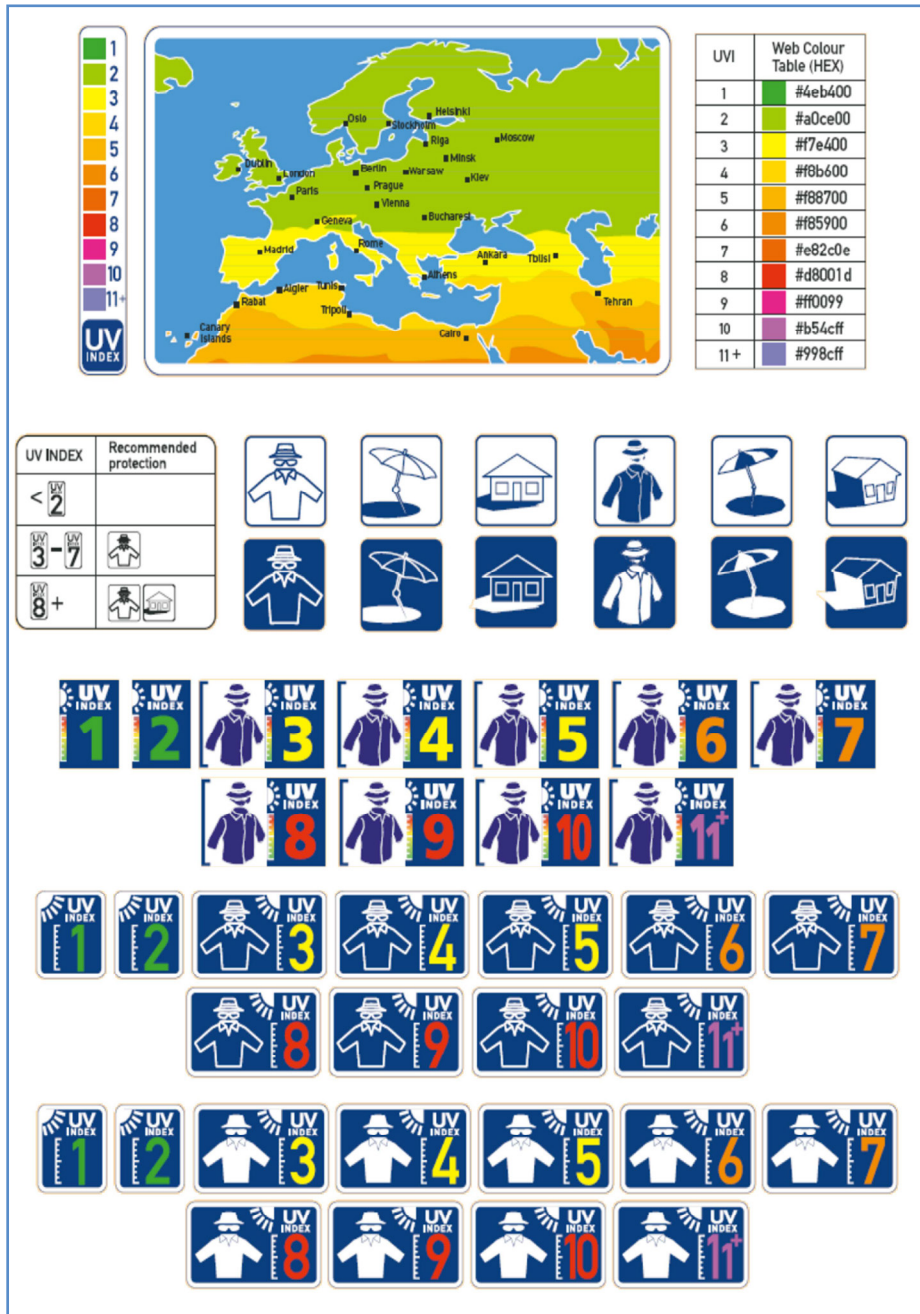 1
2
3
4
5
6
7
8
9
10
11+
UV
INDEX
Oslo
Helsinki
Stockholm
Riga
Moscow
Minsk
Dublin
London
Berlin
Warsaw
Kiev
Prague
Paris
Vienna
Geneva
Bucharest
Madrid
Rome
Ankara
Tblisi
Athens
Aigler
Tunis
Rabat
Tripoli
Tehran
Canary
Islands
Cairo
UVI Web Colour
Table (HEX)
1 #4eb400
2 #a0ce00
3 #f7e400
4 #f8b600
5 #f88700
6 #f85900
7 #e82c0e
8 #d8001d
9 #ff0099
10 #b54cff
11 + #998cff
UV INDEX Recommended
protection
< UV 2
UV 3 - UV 7
UV 8 +
UV INDEX 1 UV INDEX 2 UV INDEX 3 UV INDEX 4 UV INDEX 5 UV INDEX 6 UV INDEX 7
UV INDEX 8 UV INDEX 9 UV INDEX 10 UV INDEX 11+
UV INDEX 1 UV INDEX 2 UV INDEX 3 UV INDEX 4 UV INDEX 5 UV INDEX 6 UV INDEX 7
UV INDEX 8 UV INDEX 9 UV INDEX 10 UV INDEX 11+
UV INDEX 1 UV INDEX 2 UV INDEX 3 UV INDEX 4 UV INDEX 5 UV INDEX 6 UV INDEX 7
UV INDEX 8 UV INDEX 9 UV INDEX 10 UV INDEX 11+